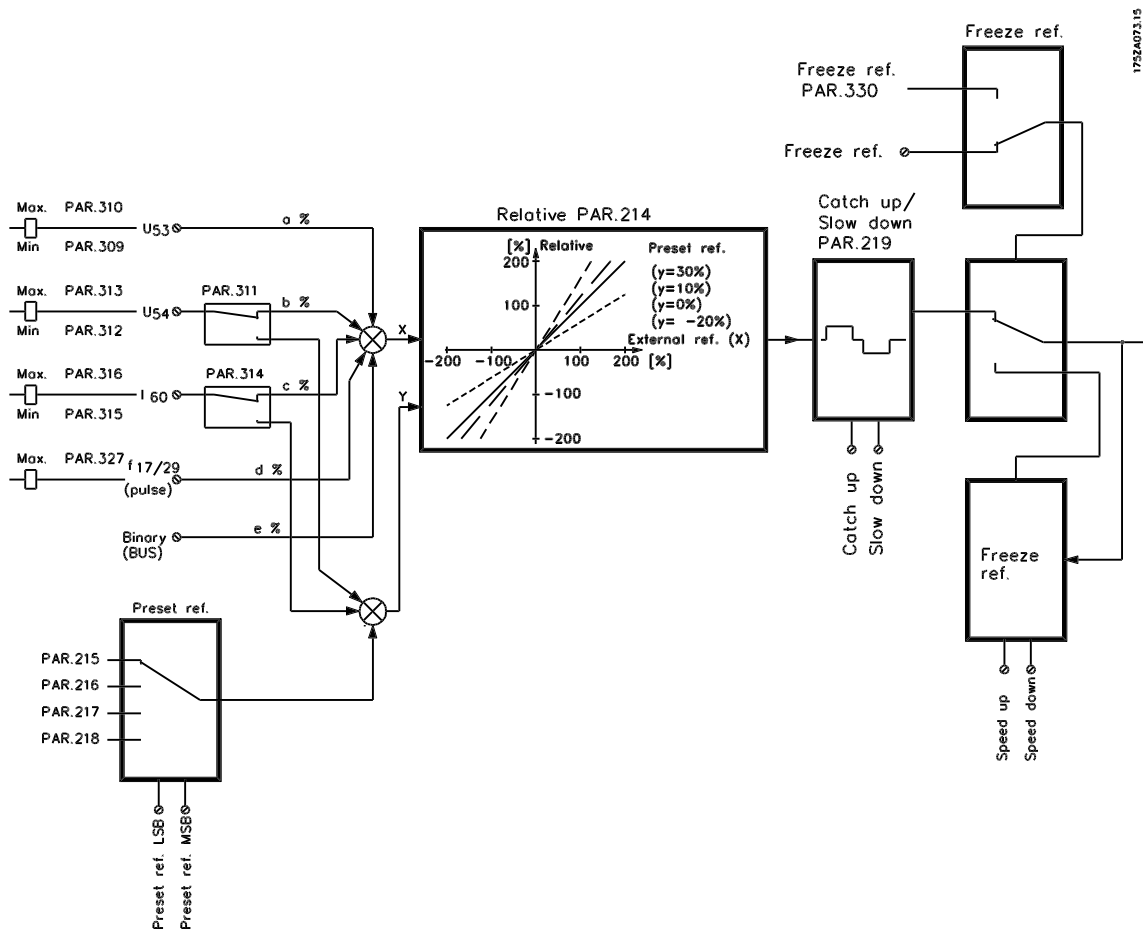 175ZA073.15
Freeze ref.
Freeze ref.
PAR.330
Freeze ref.
Max. PAR.310
U53
Min PAR.309
a %
Max. PAR.313
U54
Min PAR.312
PAR.311
b %
Max. PAR.316
I 60
Min PAR.315
PAR.314
c %
Max. PAR.327
f 17/29
(pulse)
d %
Binary
(BUS)
e %
X
Y
Relative PAR.214
[%] Relative
200
100
-200 -100 100 200 [%]
-100
-200
Preset ref.
(y=30%)
(y=10%)
(y=0%)
(y= -20%)
External ref. (X)
Catch up/
Slow down
PAR.219
Catch up
Slow down
Freeze
ref.
Speed up
Speed down
Preset ref.
PAR.215
PAR.216
PAR.217
PAR.218
Preset ref. LSB
Preset ref. MSB